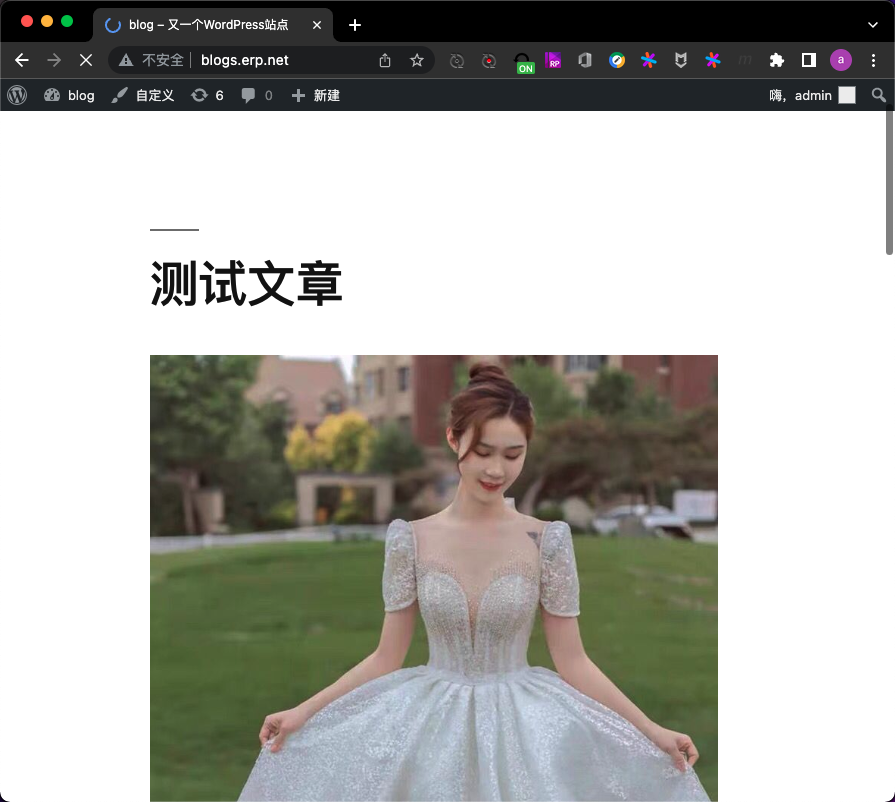 blog – 又一个WordPress站点
不安全 | blogs.erp.net
ON
RP
a
blog 自定义 6 0 新建 嗨，admin
测试文章